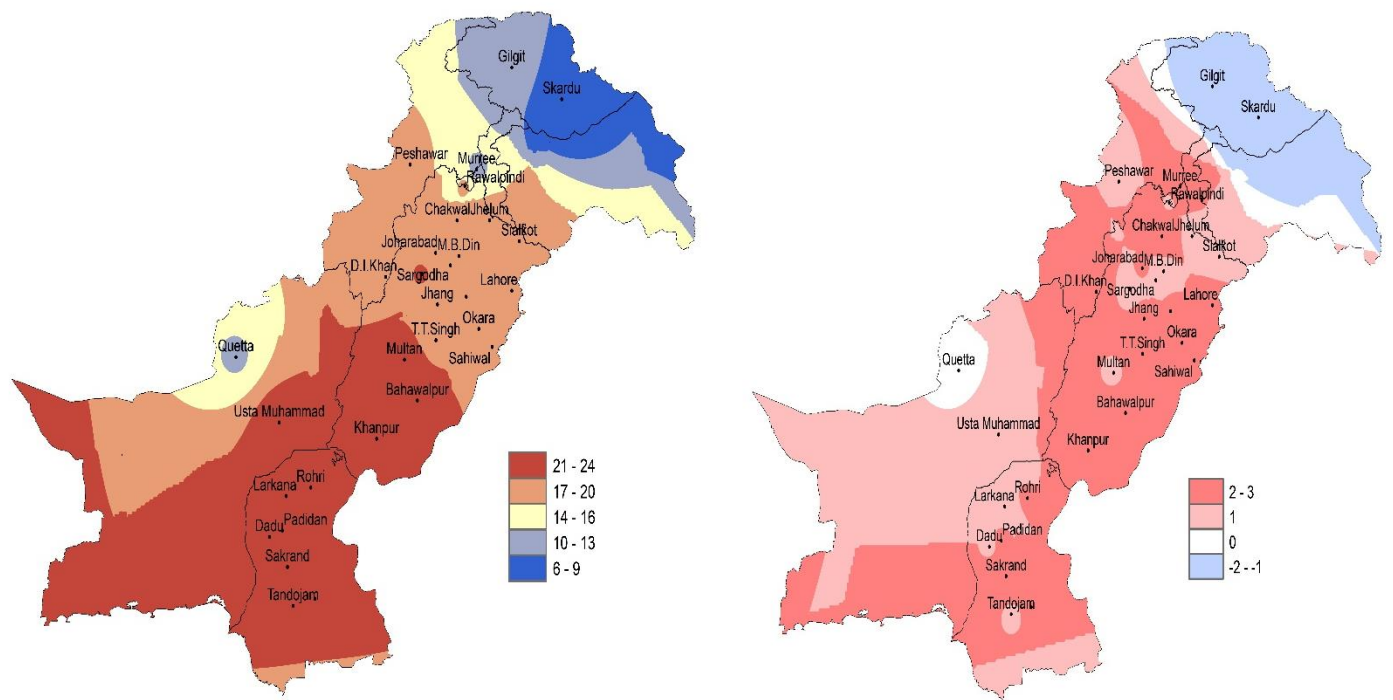 Gilgit
Skardu
Peshawar
Murree
Rawalpindi
Chakwal
Jhelum
Sialkot
Joharabad
M.B.Din
D.I.Khan
Sargodha
Lahore
Jhang
Okara
T.T.Singh
Quetta
Multan
Sahiwal
Bahawalpur
Usta Muhammad
Khanpur
Rohri
Larkana
Padidan
Dadu
Sakrand
Tandojam
21 - 24
17 - 20
14 - 16
10 - 13
6 - 9
Gilgit
Skardu
Peshawar
Murree
Rawalpindi
Chakwal
Jhelum
Sialkot
Joharabad
M.B.Din
D.I.Khan
Sargodha
Lahore
Jhang
Okara
T.T.Singh
Quetta
Multan
Sahiwal
Bahawalpur
Usta Muhammad
Khanpur
Rohri
Larkana
Padidan
Dadu
Sakrand
Tandojam
2 - 3
1
0
-2 - -1